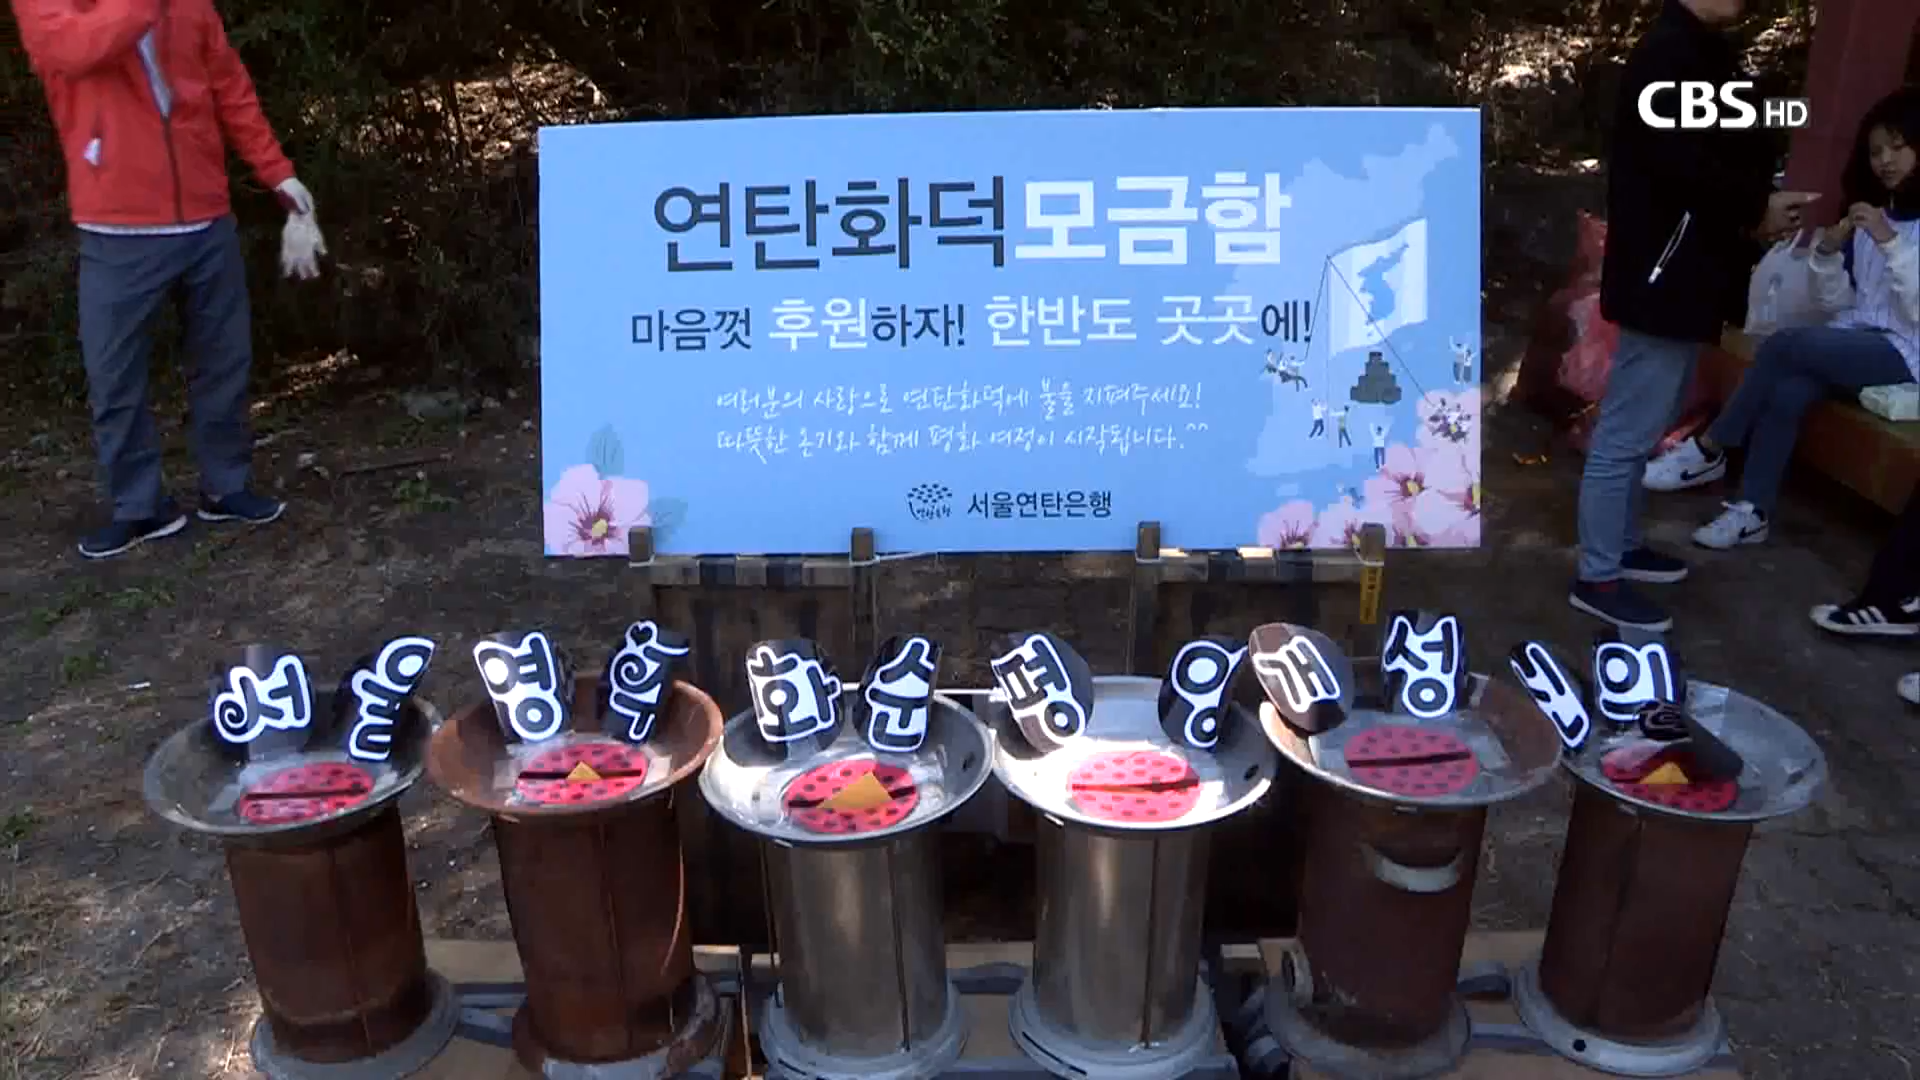 CBS HD
연탄화덕모금함
마음껏 후원하자! 한반도 곳곳에!
여러분의 사랑으로 연탄화덕에 불을 지펴주세요!
따뜻한 온기와 함께 평화 여정이 시작됩니다.^^
서울연탄은행
서울 영월 화순 평양 개성